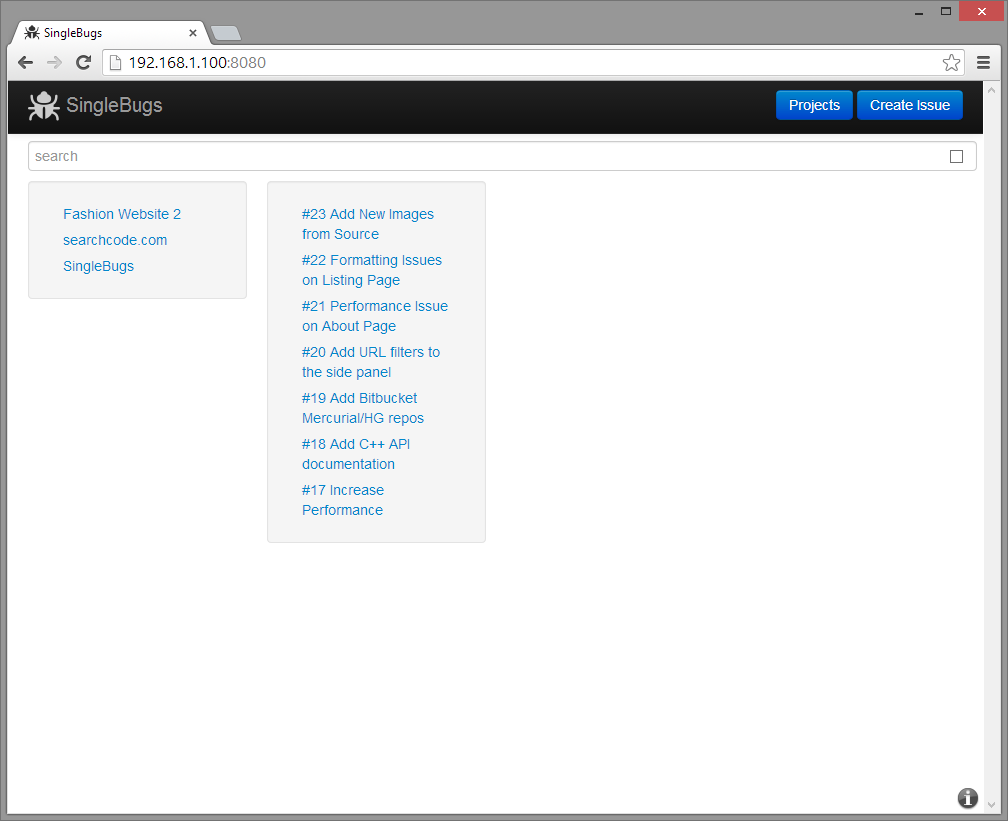 SingleBugs
192.168.1.100:8080
SingleBugs
Projects
Create Issue
search
Fashion Website 2
searchcode.com
SingleBugs
#23 Add New Images
from Source
#22 Formatting Issues
on Listing Page
#21 Performance Issue
on About Page
#20 Add URL filters to
the side panel
#19 Add Bitbucket
Mercurial/HG repos
#18 Add C++ API
documentation
#17 Increase
Performance